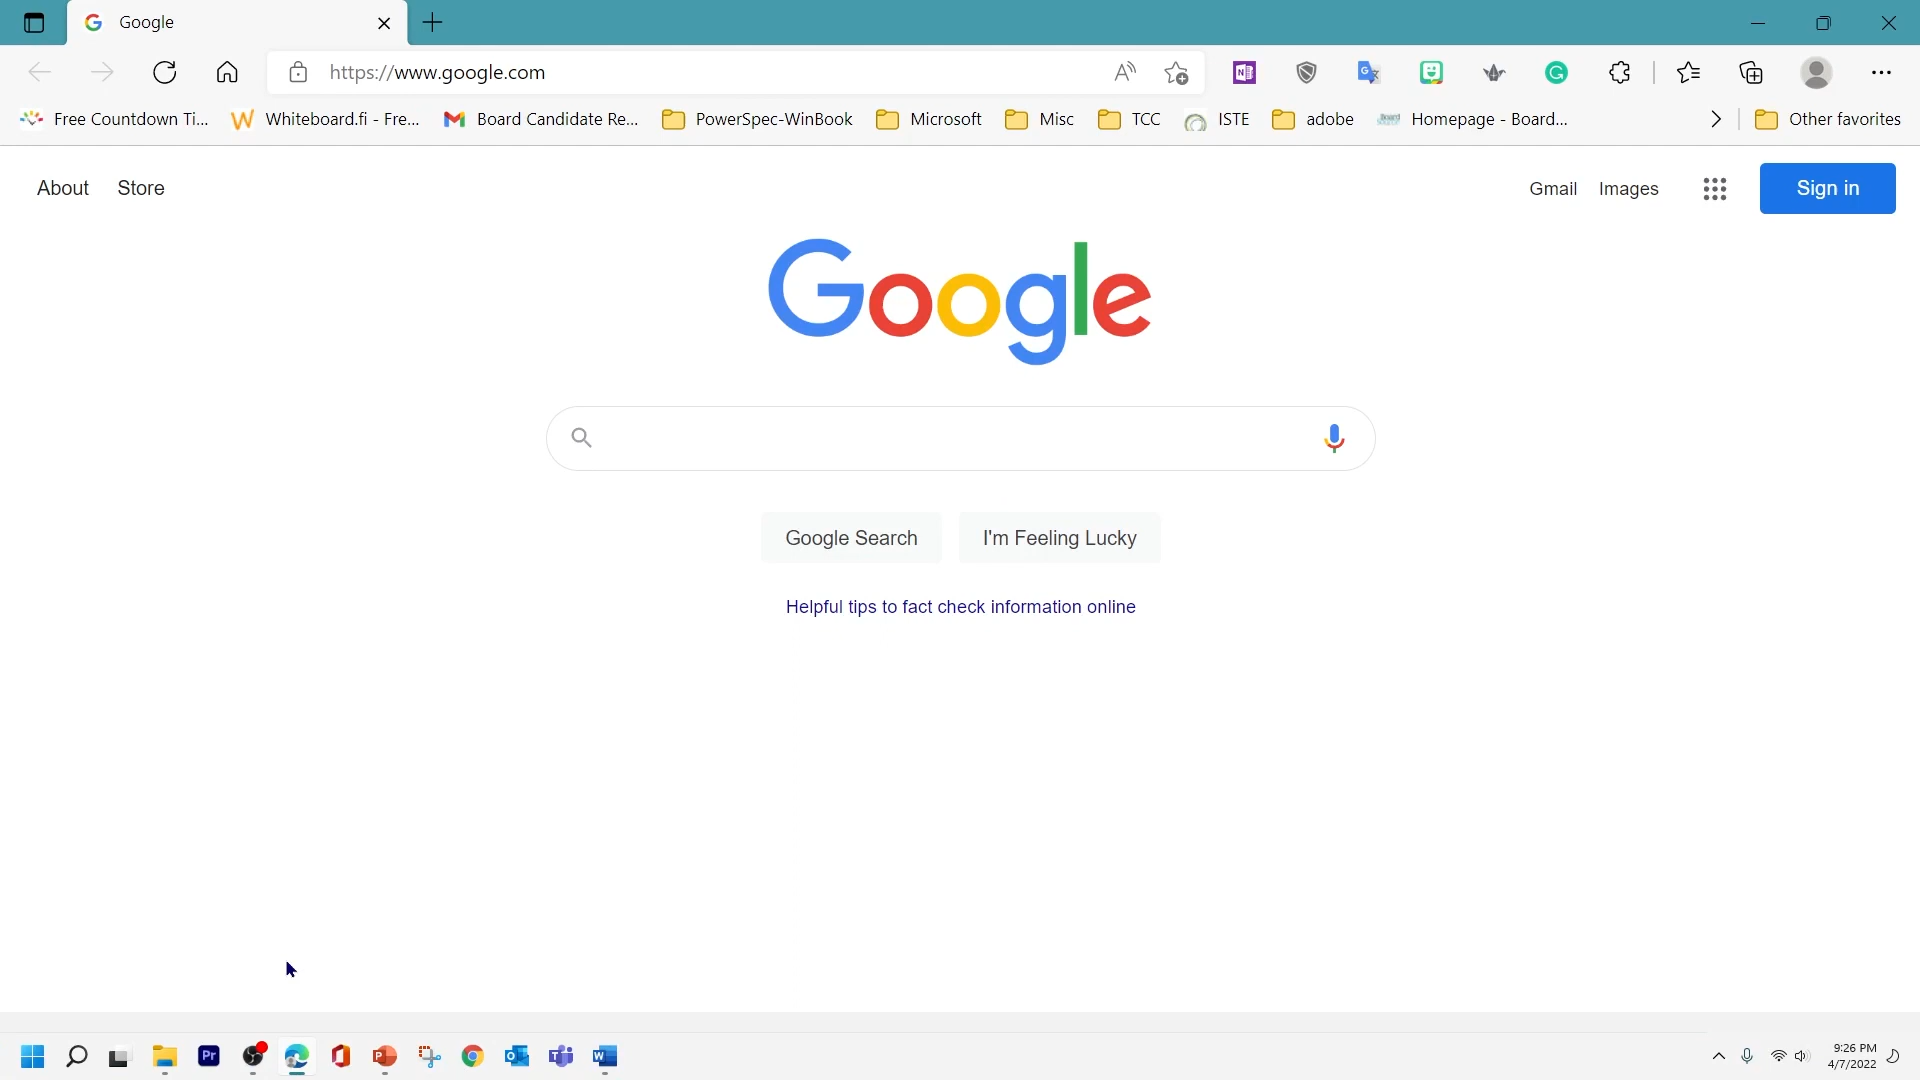 Google
https://www.google.com
Free Countdown Ti...
Whiteboard.fi - Fre...
Board Candidate Re...
PowerSpec-WinBook
Microsoft
Misc
TCC
ISTE
adobe
Homepage - Board...
Other favorites
About
Store
Gmail
Images
Sign in
Google
Google Search
I'm Feeling Lucky
Helpful tips to fact check information online
Pr
9:26 PM
4/7/2022